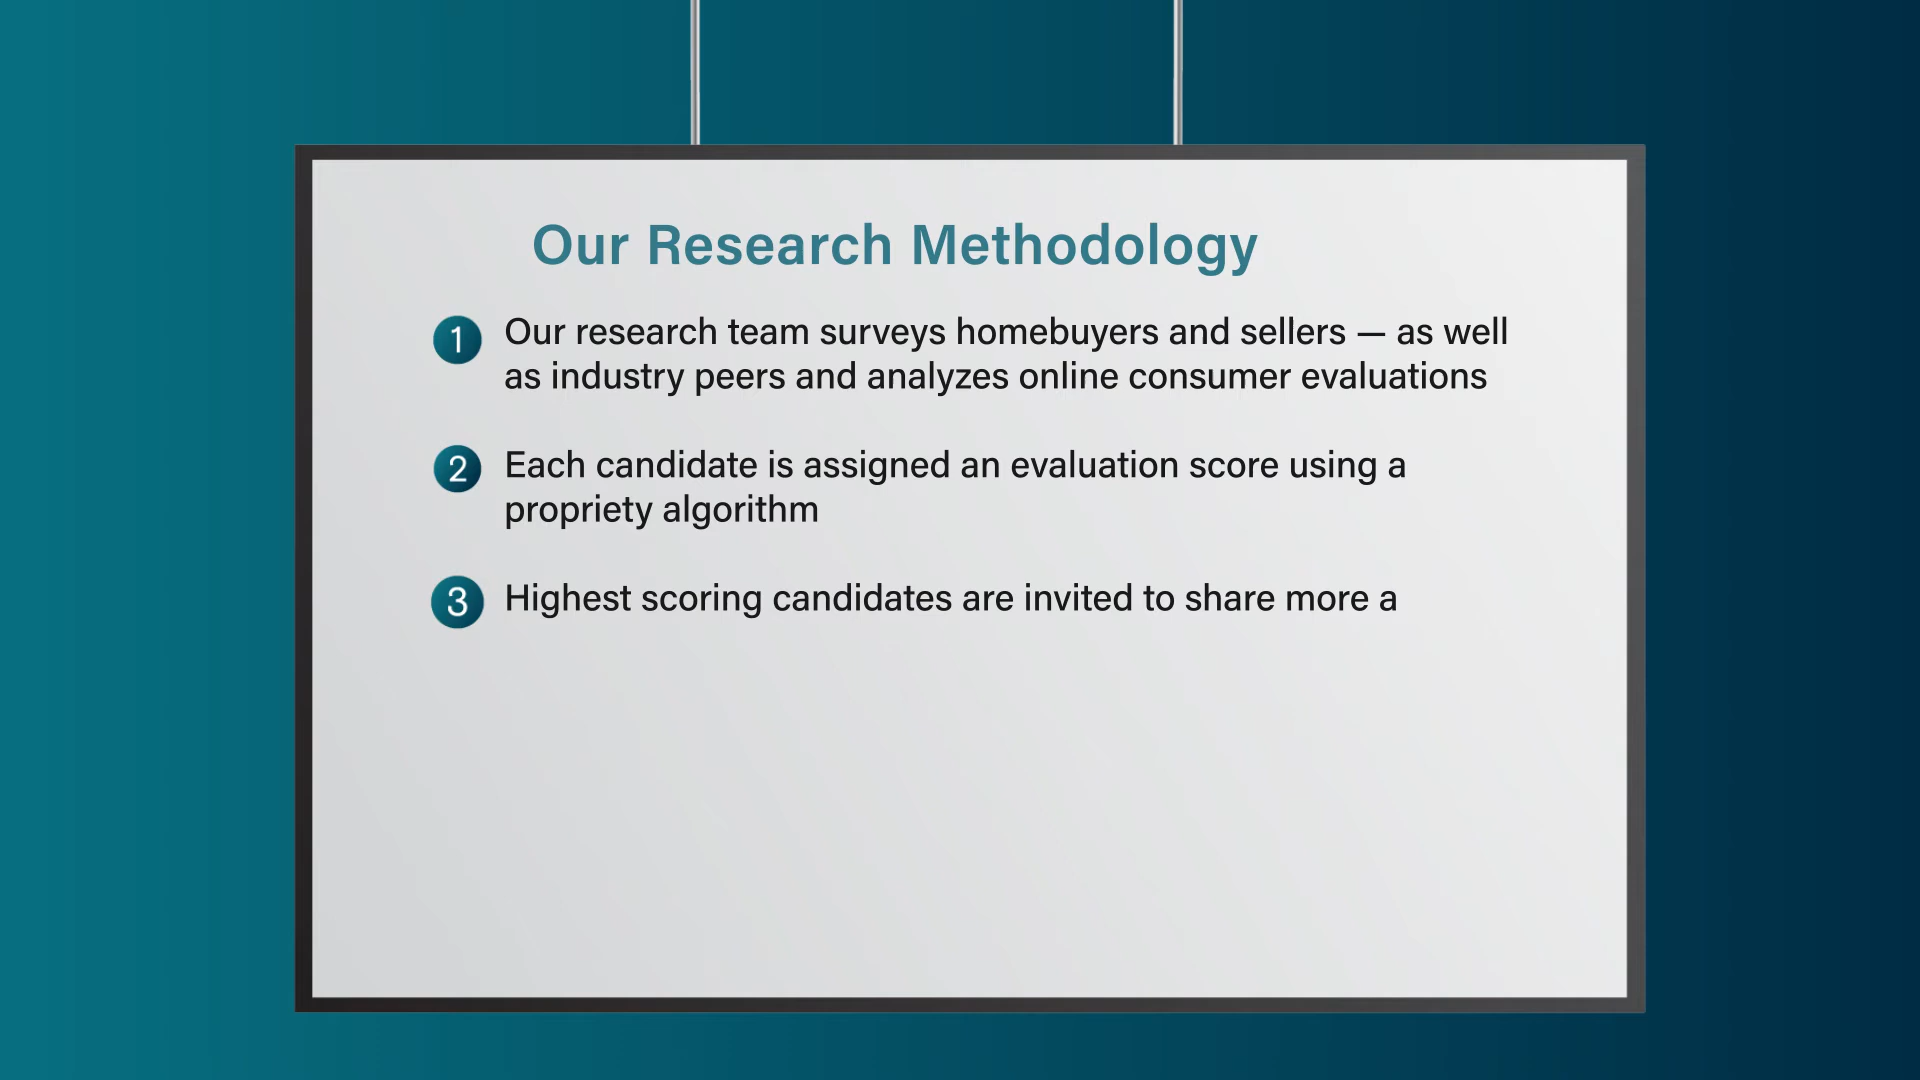 Our Research Methodology
1 Our research team surveys homebuyers and sellers — as well
as industry peers and analyzes online consumer evaluations
2 Each candidate is assigned an evaluation score using a
propriety algorithm
3 Highest scoring candidates are invited to share more a